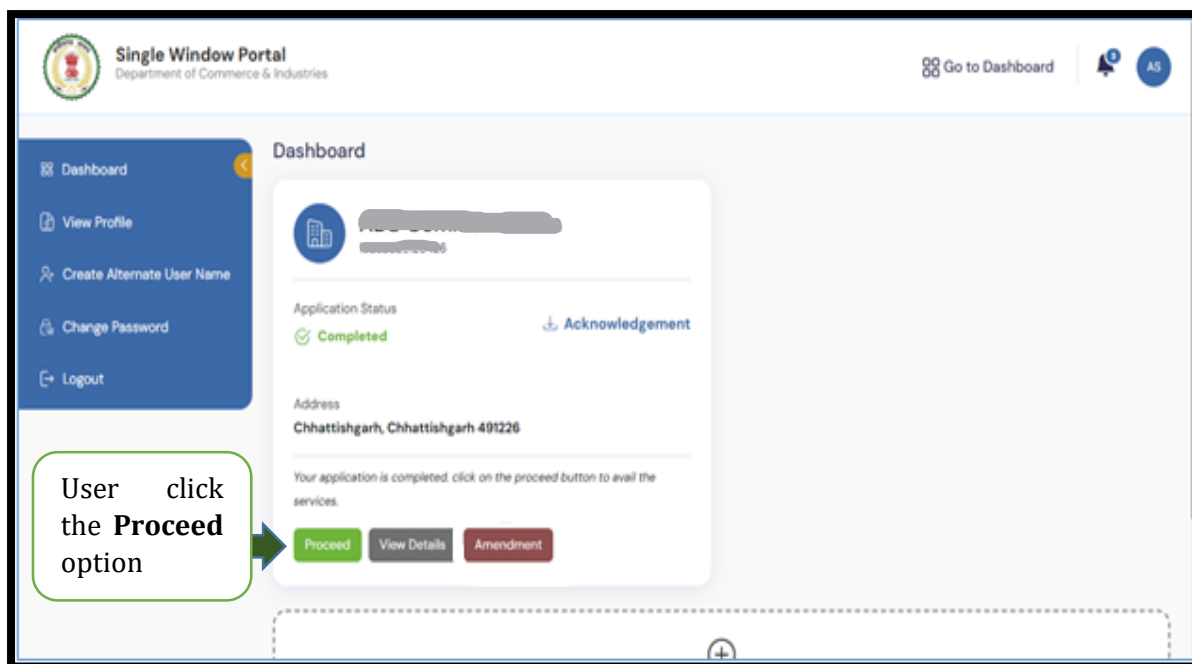 Single Window Portal
Department of Commerce & Industries
Go to Dashboard
3
AS
Dashboard
View Profile
Create Alternate User Name
Change Password
Logout
Dashboard
Application Status
Completed
Acknowledgement
Address
Chhattishgarh, Chhattishgarh 491226
Your application is completed. click on the proceed button to avail the
services.
Proceed
View Details
Amendment
User click
the Proceed
option